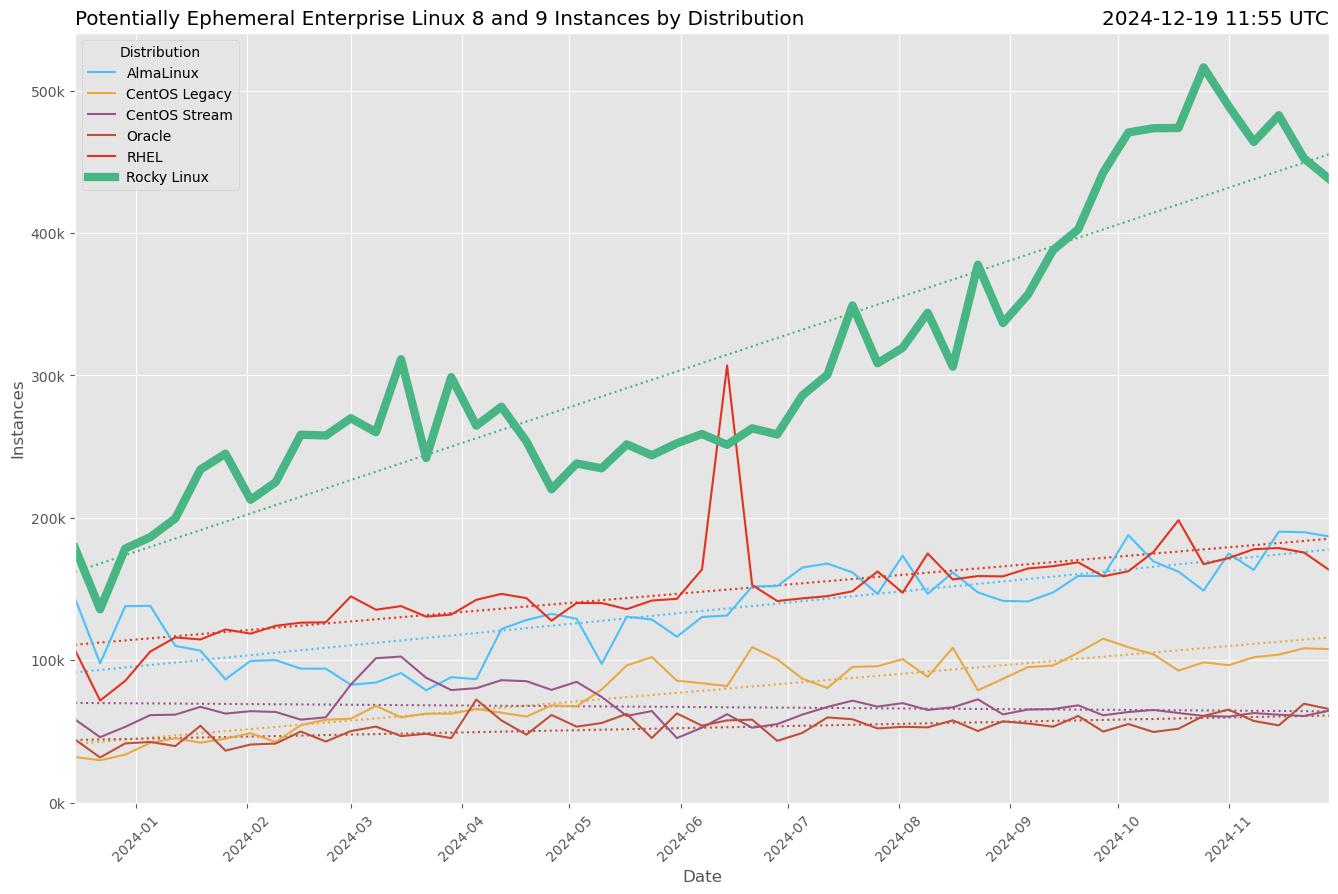 Potentially Ephemeral Enterprise Linux 8 and 9 Instances by Distribution
2024-12-19 11:55 UTC
Distribution
AlmaLinux
CentOS Legacy
CentOS Stream
Oracle
RHEL
Rocky Linux
500k
400k
300k
200k
100k
0k
Instances
2024-01
2024-02
2024-03
2024-04
2024-05
2024-06
2024-07
2024-08
2024-09
2024-10
2024-11
Date